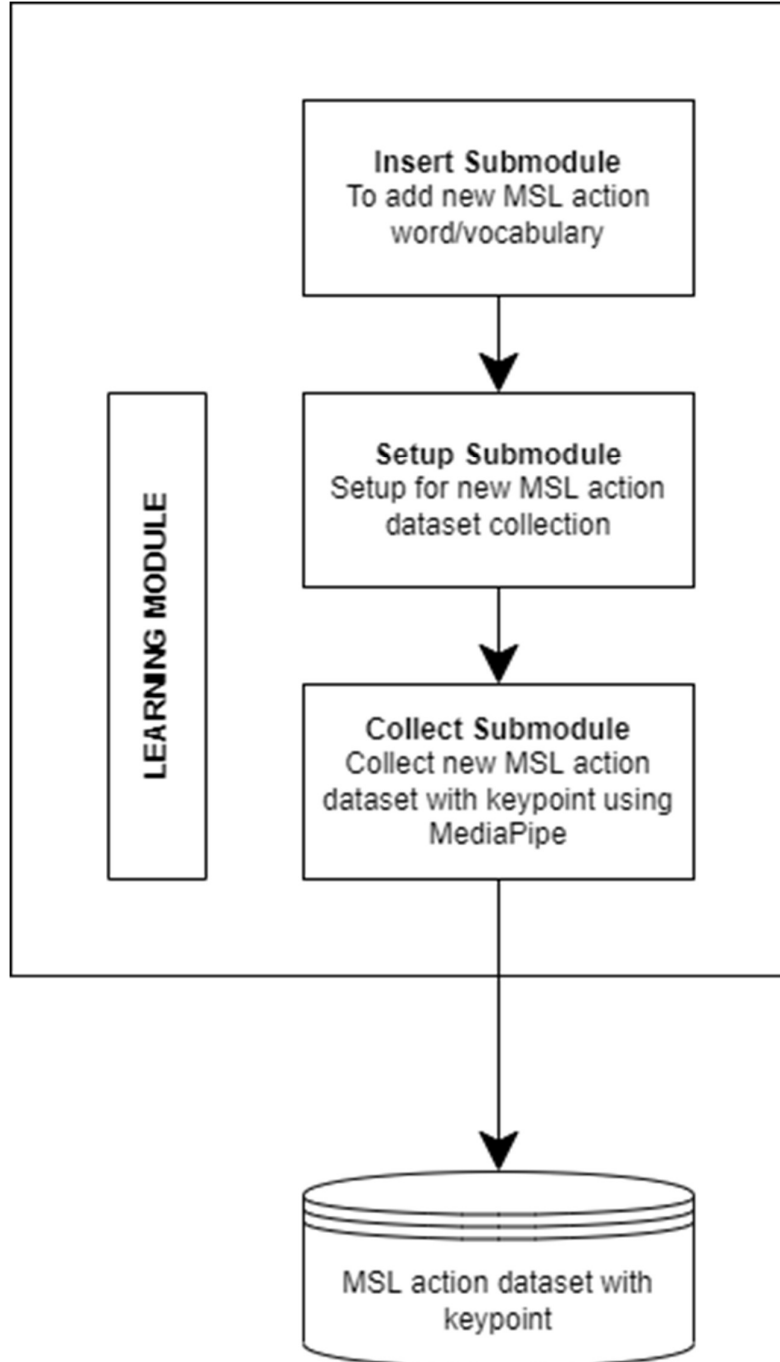 Insert Submodule
To add new MSL action
word/vocabulary
Setup Submodule
Setup for new MSL action
dataset collection
LEARNING MODULE
Collect Submodule
Collect new MSL action
dataset with keypoint using
MediaPipe
MSL action dataset with
keypoint